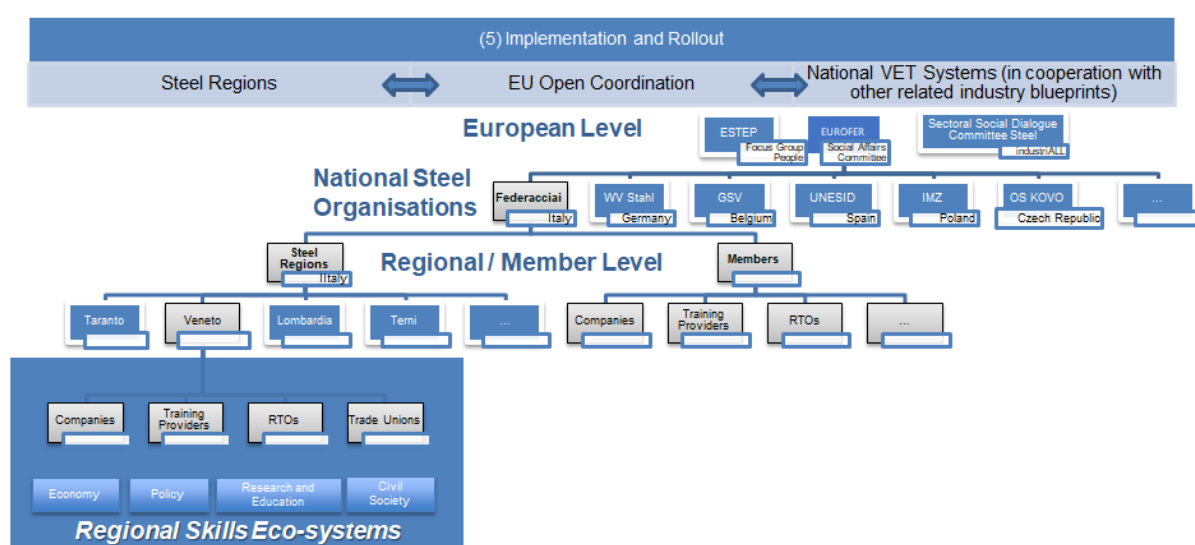 (5) Implementation and Rollout
Steel Regions
EU Open Coordination
National VET Systems (in cooperation with
other related industry blueprints)
European Level
ESTEP
Focus Group
People
EUROFER
Social Affairs
Committee
Sectoral Social Dialogue
Committee Steel
industriALL
National Steel
Organisations
Federacciai
Italy
WV Stahl
Germany
GSV
Belgium
UNESID
Spain
IMZ
Poland
OS KOVO
Czech Republic
...
Steel
Regions
IItaly
Regional / Member Level
Members
Taranto
Veneto
Lombardia
Terni
...
Companies
Training
Providers
RTOs
...
Companies
Training
Providers
RTOs
Trade Unions
Economy
Policy
Research and
Education
Civil
Society
Regional Skills Eco-systems